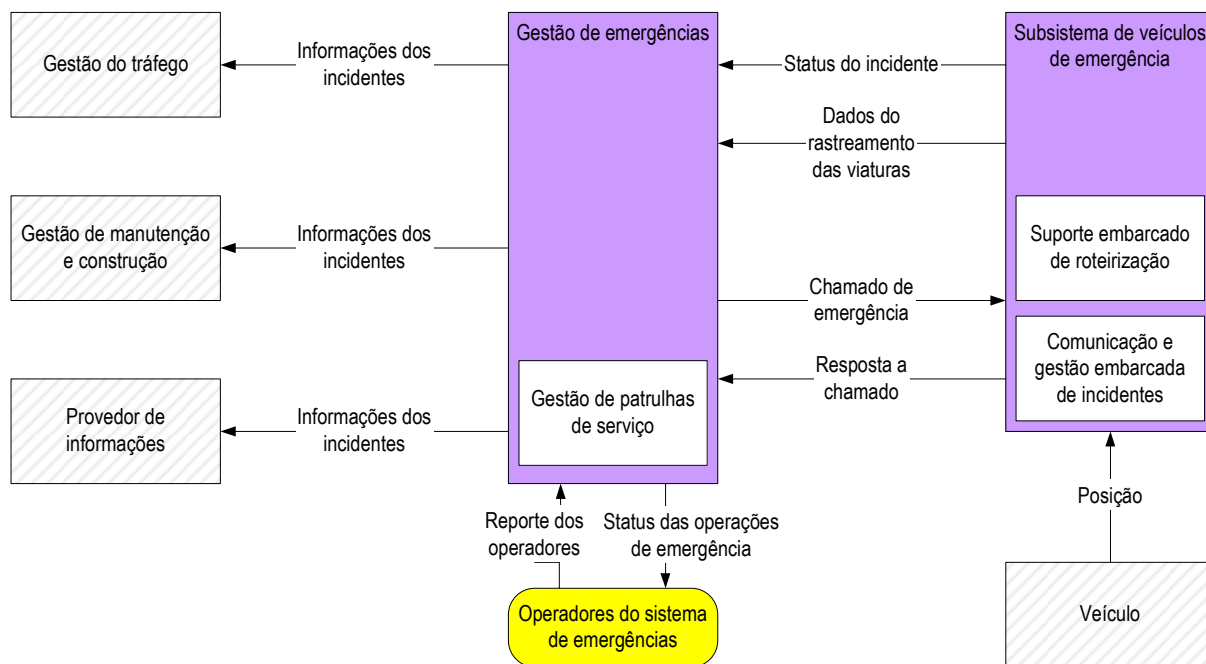 Gestão do tráfego
Informações dos
incidentes
Gestão de emergências
Status do incidente
Subsistema de veículos
de emergência
Dados do
rastreamento
das viaturas
Gestão de manutenção
e construção
Informações dos
incidentes
Suporte embarcado
de roteirização
Chamado de
emergência
Comunicação e
gestão embarcada
de incidentes
Resposta a
chamado
Provedor de
informações
Informações dos
incidentes
Gestão de patrulhas
de serviço
Reporte dos
operadores
Status das operações
de emergência
Posição
Operadores do sistema
de emergências
Veículo